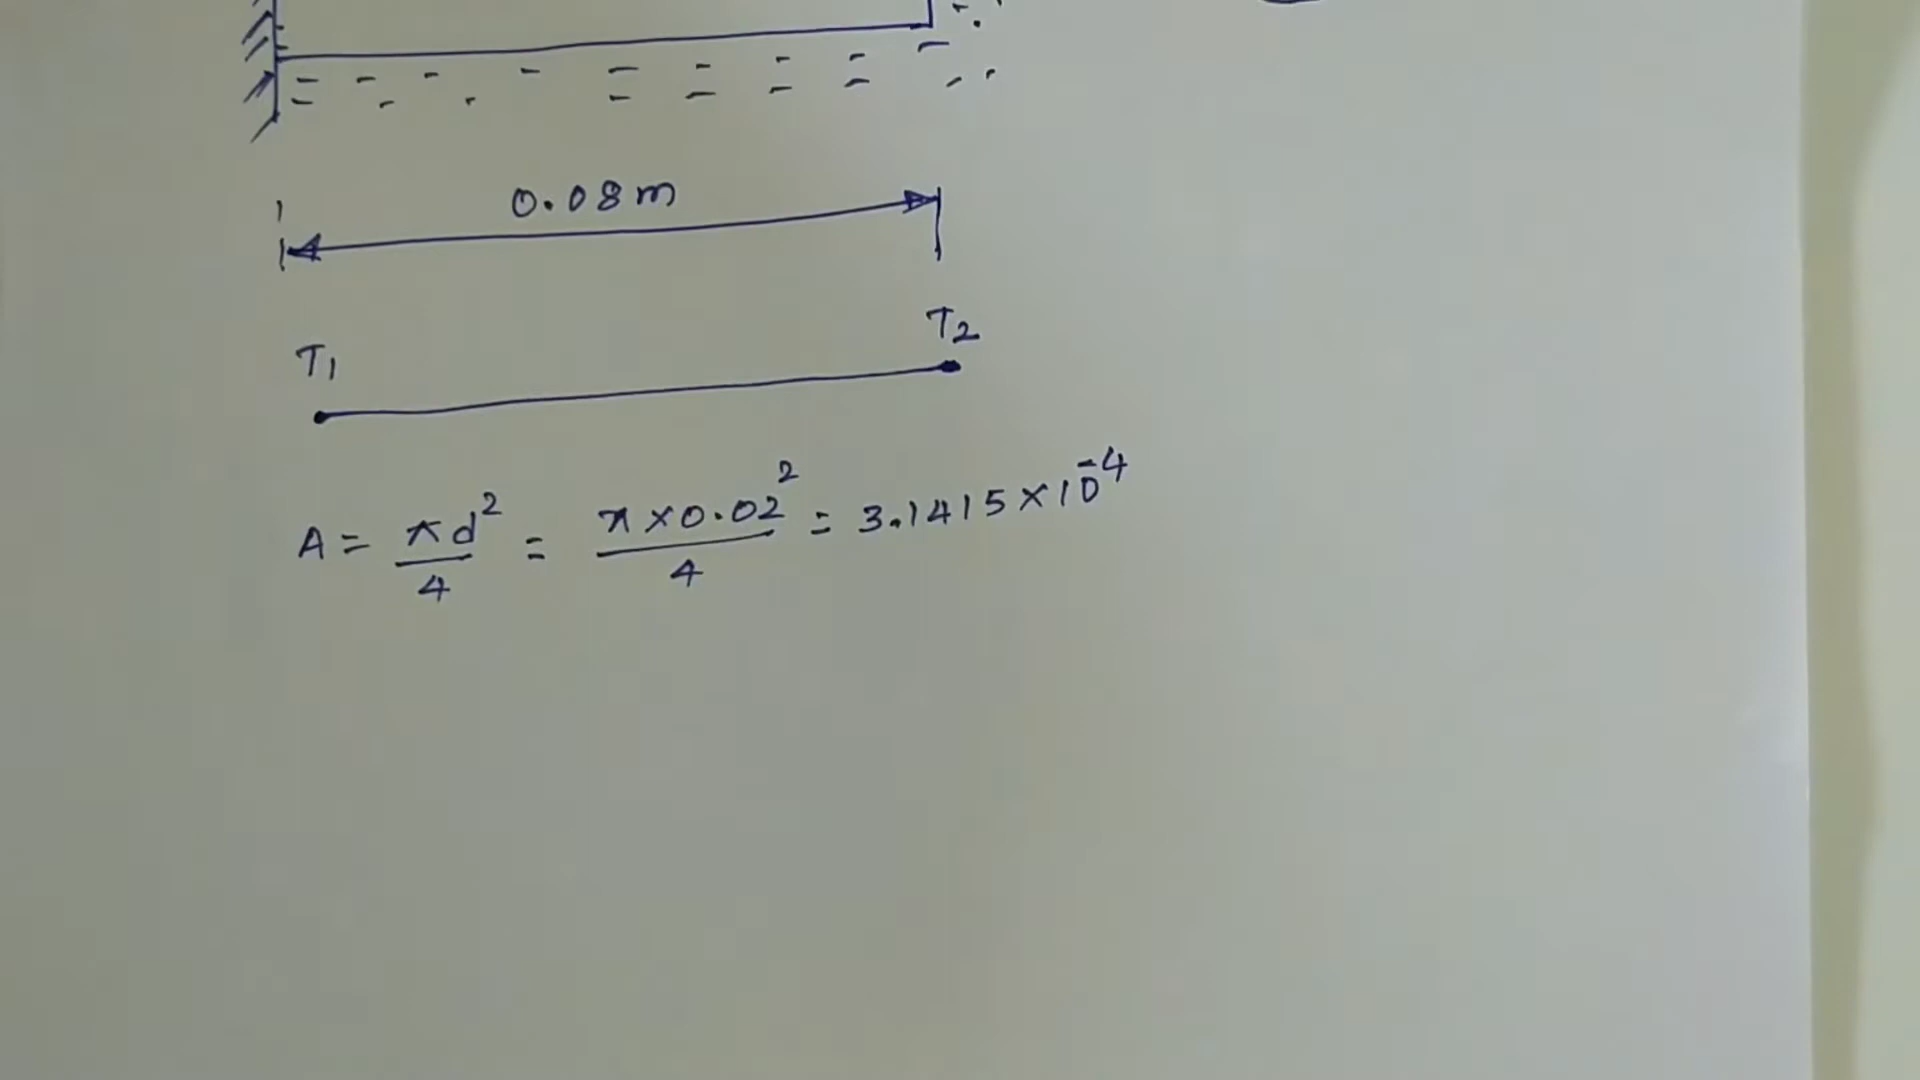 0.08m
T1 T2
A = πd²/4 = π×0.02²/4 = 3.1415×10⁻⁴